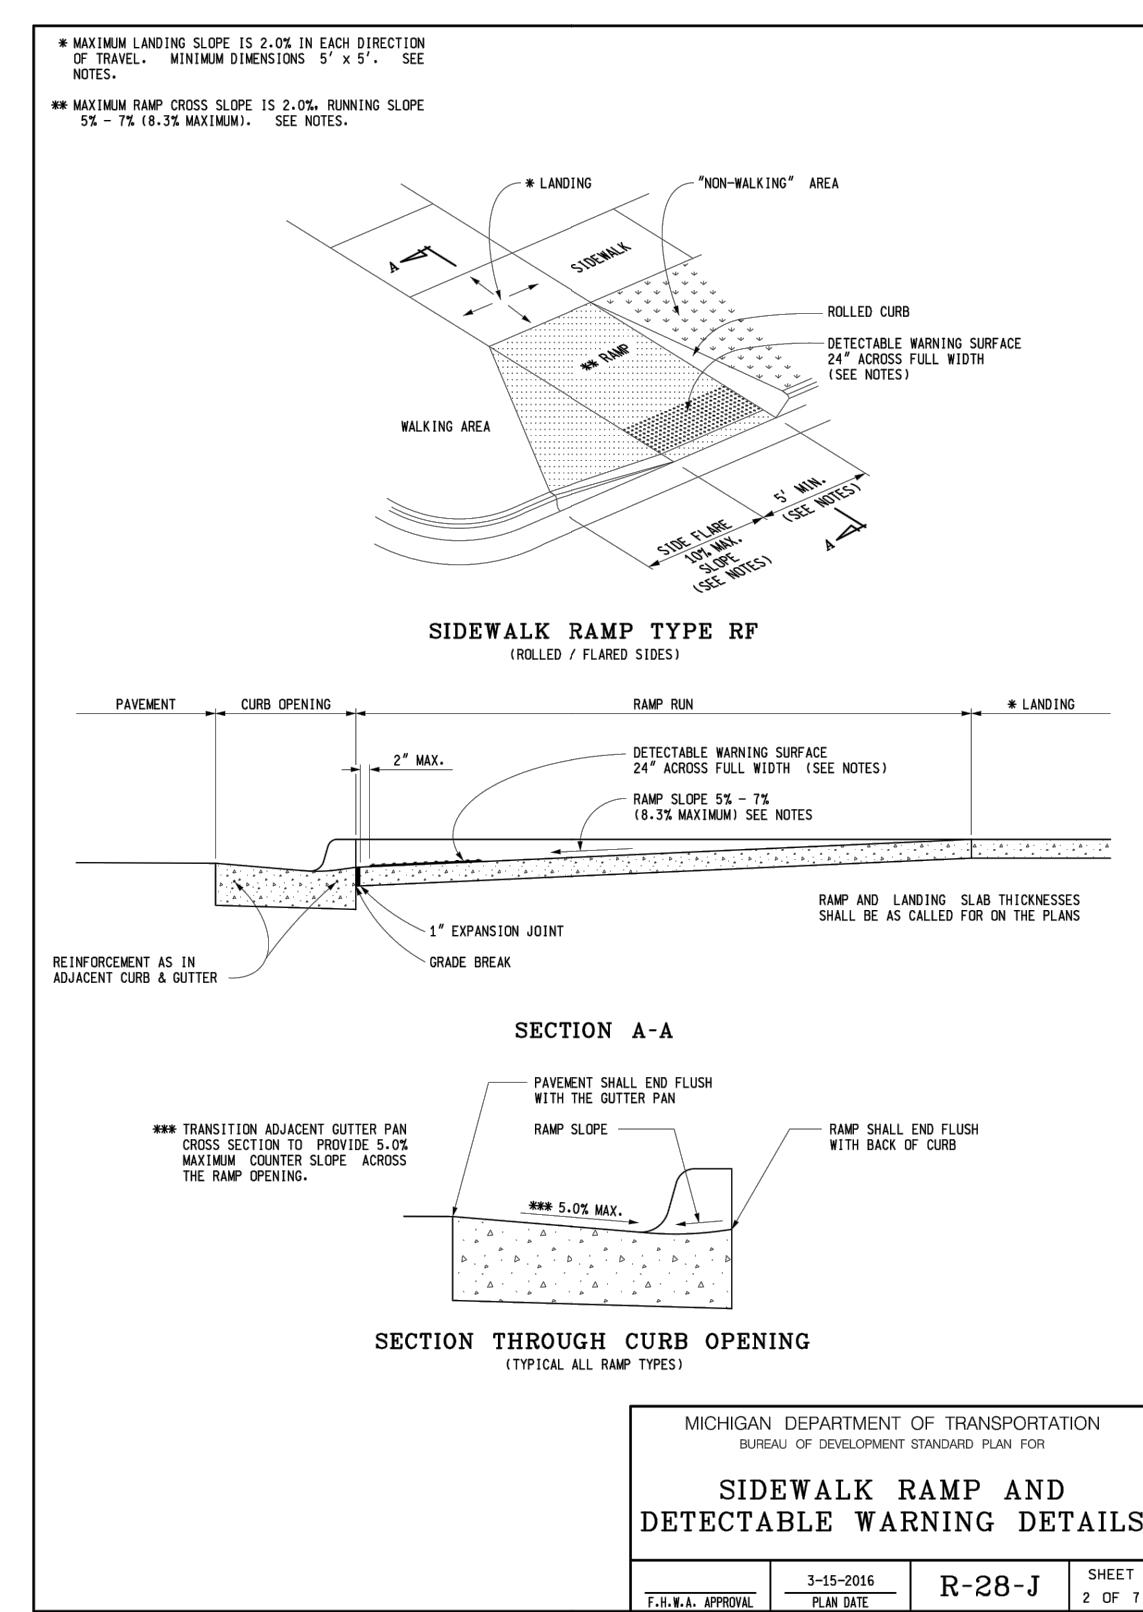 * MAXIMUM LANDING SLOPE IS 2.0% IN EACH DIRECTION
OF TRAVEL. MINIMUM DIMENSIONS 5' x 5'. SEE
NOTES.
** MAXIMUM RAMP CROSS SLOPE IS 2.0%, RUNNING SLOPE
5% - 7% (8.3% MAXIMUM). SEE NOTES.
* LANDING
"NON-WALKING" AREA
A
SIDEWALK
ROLLED CURB
DETECTABLE WARNING SURFACE
24" ACROSS FULL WIDTH
(SEE NOTES)
** RAMP
WALKING AREA
5' MIN.
(SEE NOTES)
SIDE FLARE
10% MAX.
SLOPE
(SEE NOTES)
A
SIDEWALK RAMP TYPE RF
(ROLLED / FLARED SIDES)
PAVEMENT
CURB OPENING
RAMP RUN
* LANDING
2" MAX.
DETECTABLE WARNING SURFACE
24" ACROSS FULL WIDTH (SEE NOTES)
RAMP SLOPE 5% - 7%
(8.3% MAXIMUM) SEE NOTES
RAMP AND LANDING SLAB THICKNESSES
SHALL BE AS CALLED FOR ON THE PLANS
1" EXPANSION JOINT
GRADE BREAK
REINFORCEMENT AS IN
ADJACENT CURB & GUTTER
SECTION A-A
PAVEMENT SHALL END FLUSH
WITH THE GUTTER PAN
*** TRANSITION ADJACENT GUTTER PAN
CROSS SECTION TO PROVIDE 5.0%
MAXIMUM COUNTER SLOPE ACROSS
THE RAMP OPENING.
RAMP SLOPE
RAMP SHALL END FLUSH
WITH BACK OF CURB
*** 5.0% MAX.
SECTION THROUGH CURB OPENING
(TYPICAL ALL RAMP TYPES)
MICHIGAN DEPARTMENT OF TRANSPORTATION
BUREAU OF DEVELOPMENT STANDARD PLAN FOR
SIDEWALK RAMP AND
DETECTABLE WARNING DETAILS
F.H.W.A. APPROVAL
3-15-2016
PLAN DATE
R-28-J
SHEET
2 OF 7